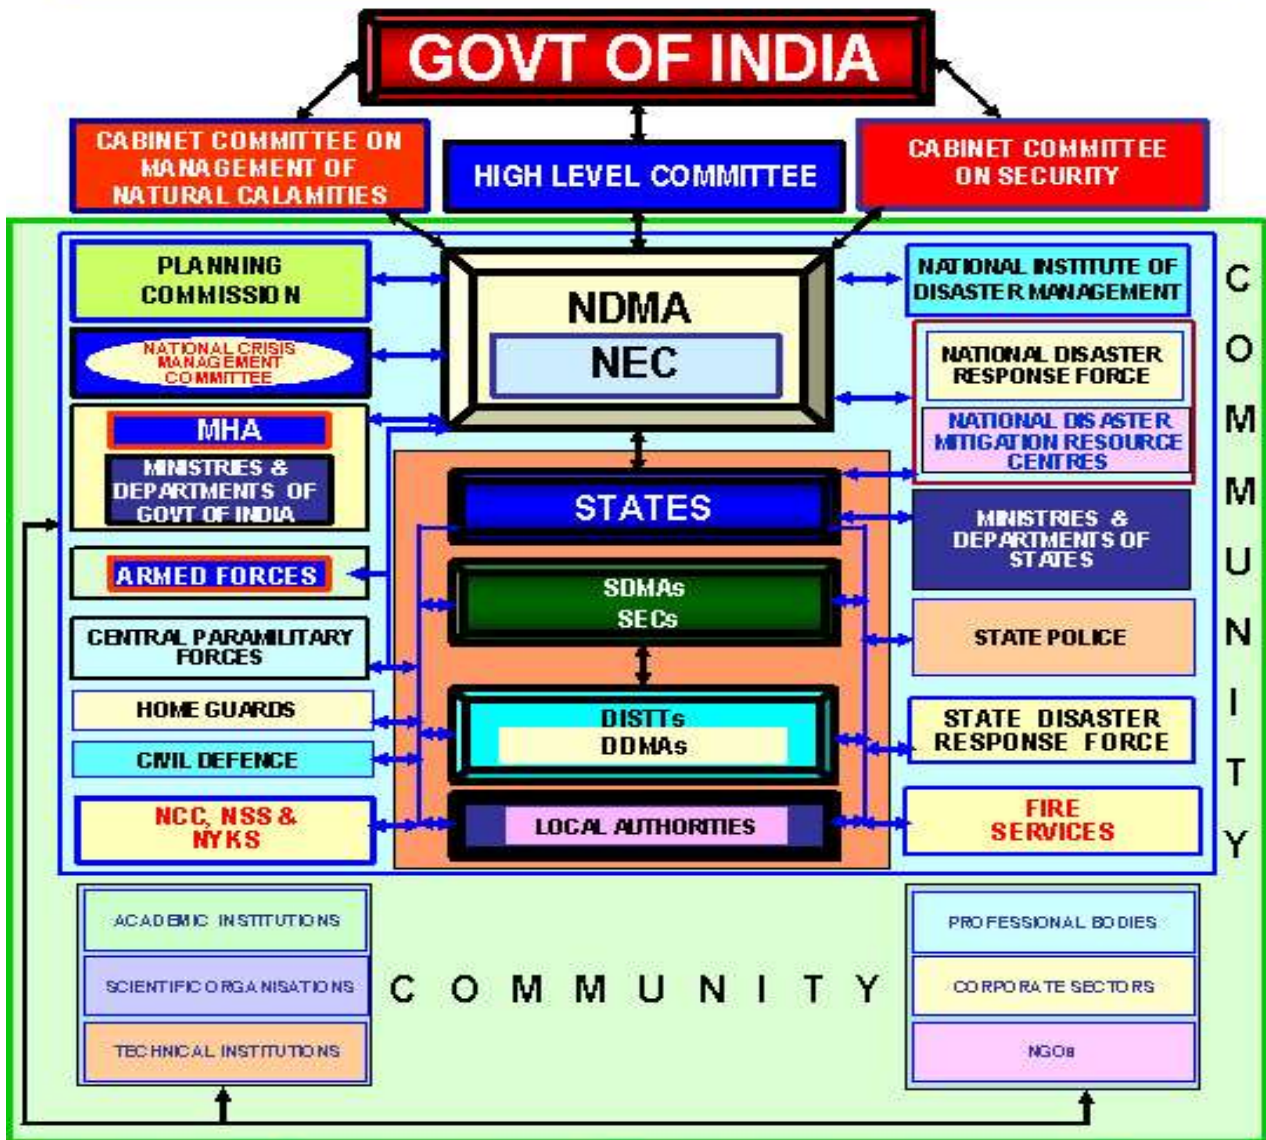 GOVT OF INDIA
CABINET COMMITTEE ON
MANAGEMENT OF
NATURAL CALAMITIES
HIGH LEVEL COMMITTEE
CABINET COMMITTEE
ON SECURITY
PLANNING
COMMISSION
NATIONAL CRISIS
MANAGEMENT
COMMITTEE
MHA
MINISTRIES &
DEPARTMENTS OF
GOVT OF INDIA
ARMED FORCES
CENTRAL PARAMILITARY
FORCES
HOME GUARDS
CIVIL DEFENCE
NCC, NSS &
NYKS
NDMA
NEC
STATES
SDMAs
SECs
DISTTs
DDMAs
LOCAL AUTHORITIES
NATIONAL INSTITUTE OF
DISASTER MANAGEMENT
NATIONAL DISASTER
RESPONSE FORCE
NATIONAL DISASTER
MITIGATION RESOURCE
CENTRES
MINISTRIES &
DEPARTMENTS OF
STATES
STATE POLICE
STATE DISASTER
RESPONSE FORCE
FIRE
SERVICES
COMMUNITY
ACADEMIC INSTITUTIONS
SCIENTIFIC ORGANISATIONS
TECHNICAL INSTITUTIONS
COMMUNITY
PROFESSIONAL BODIES
CORPORATE SECTORS
NGOs